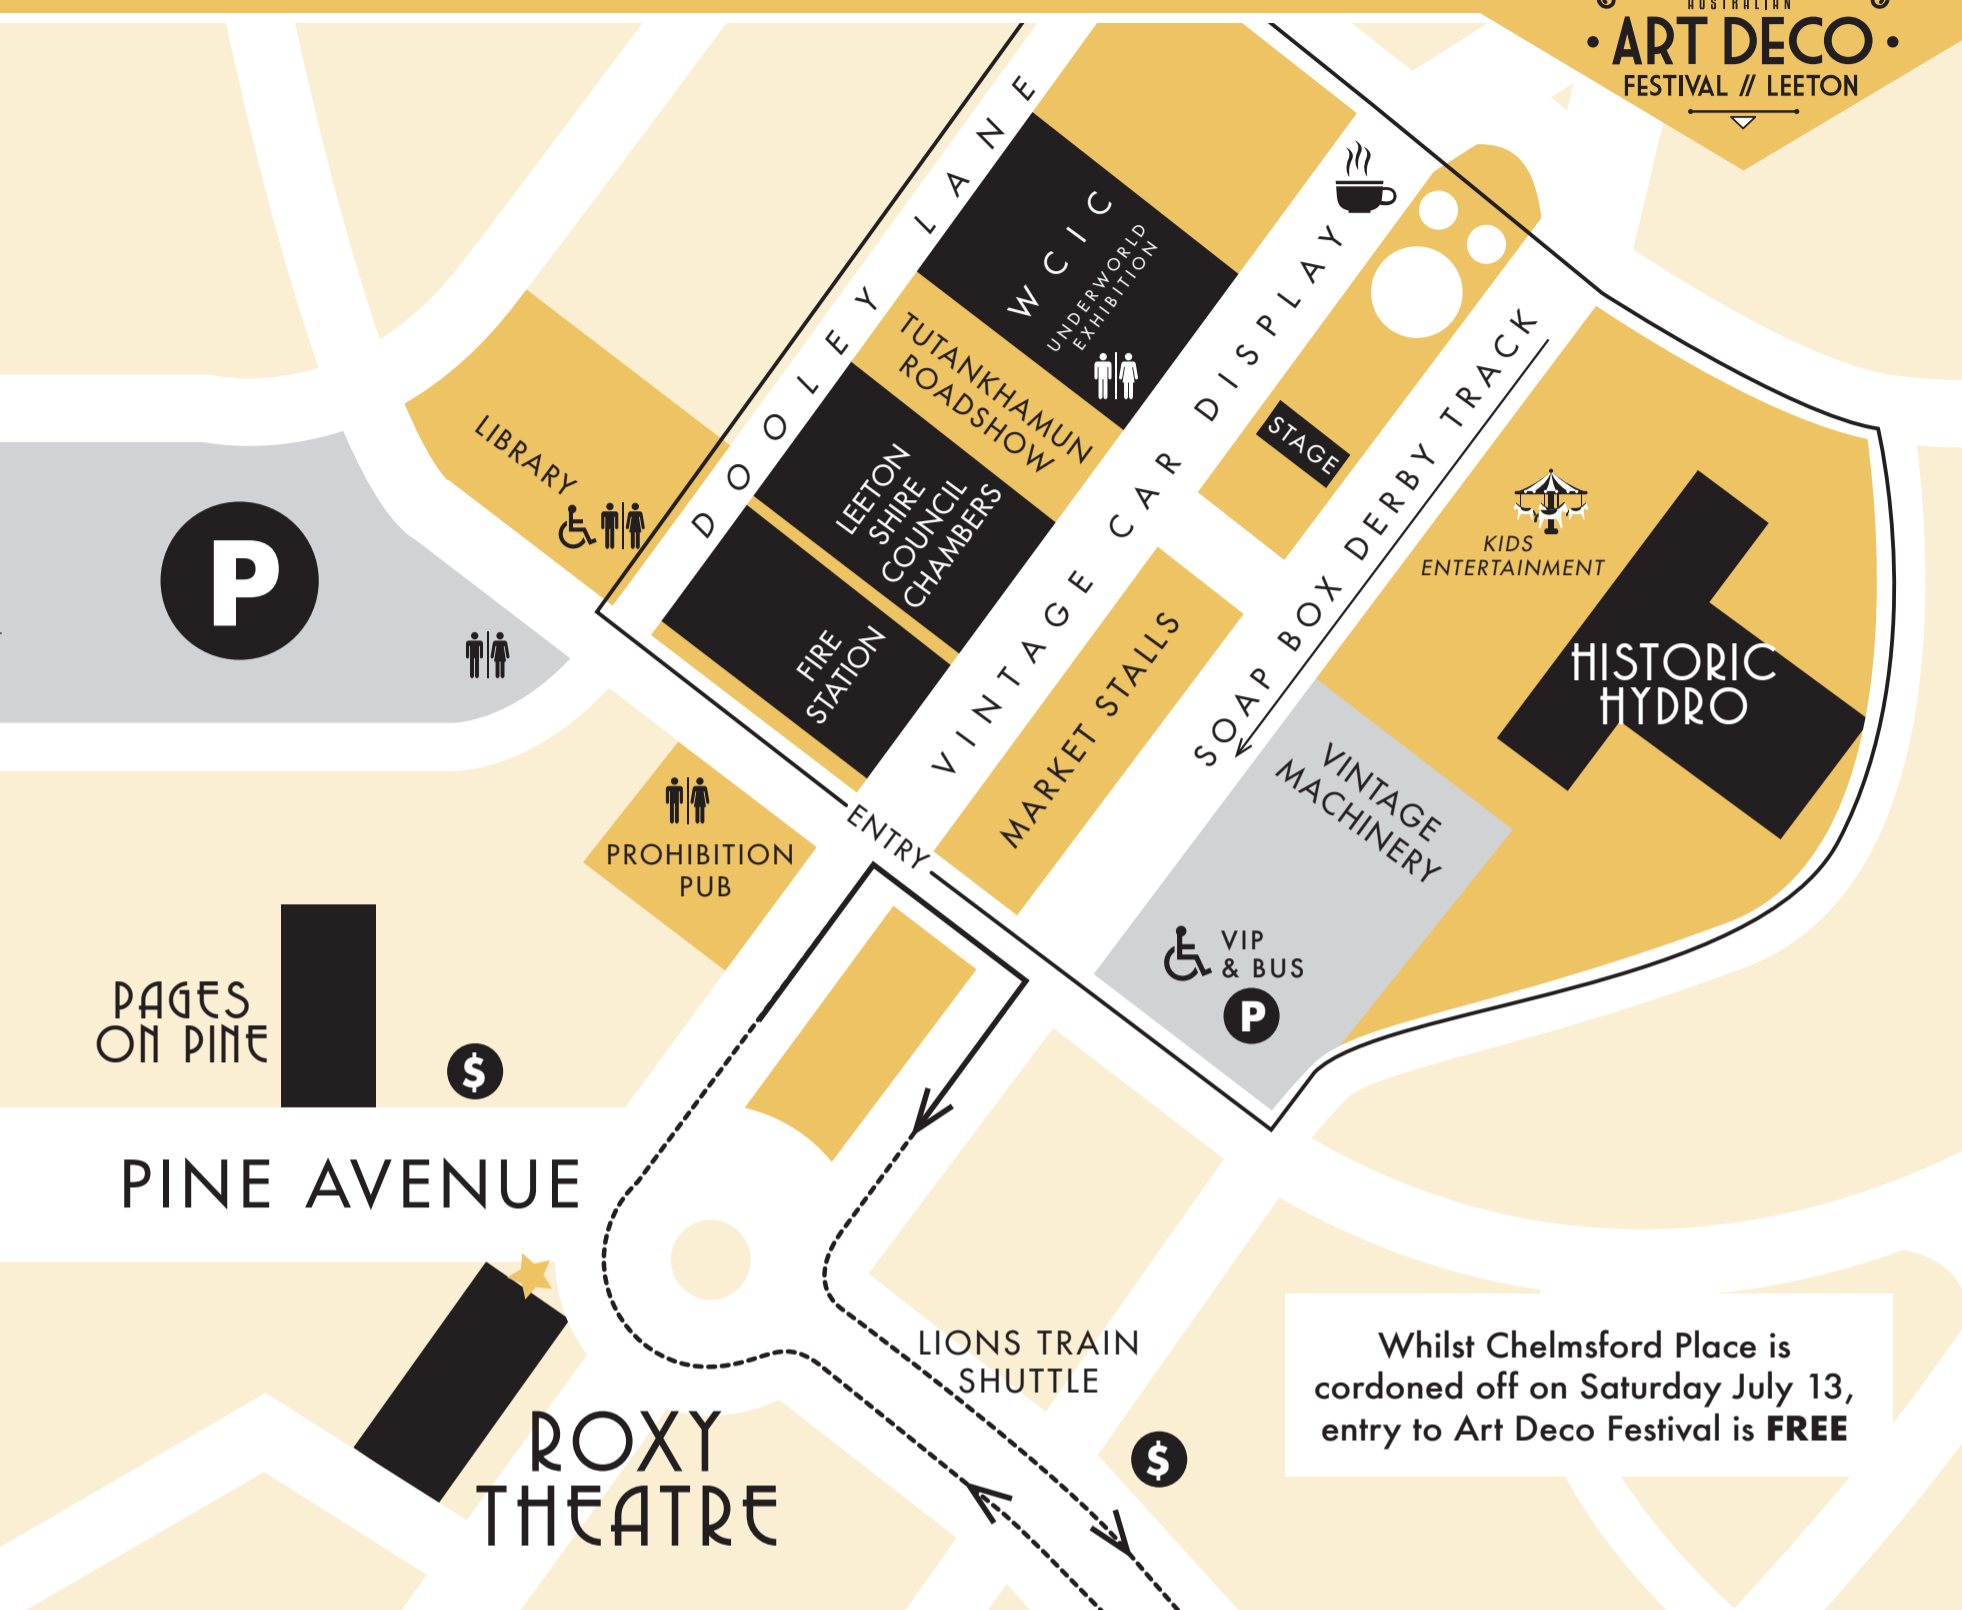 AUSTRALIAN
• ART DECO •
FESTIVAL // LEETON
DOOLEY LANE
WCIC
UNDERWORLD
EXHIBITION
TUTANKHAMUN
ROADSHOW
LEETON
SHIRE
COUNCIL
CHAMBERS
FIRE
STATION
LIBRARY
P
VINTAGE CAR DISPLAY
STAGE
SOAP BOX DERBY TRACK
KIDS
ENTERTAINMENT
HISTORIC
HYDRO
MARKET STALLS
VINTAGE
MACHINERY
VIP
& BUS
P
ENTRY
PROHIBITION
PUB
PAGES
ON PINE
$
PINE AVENUE
ROXY
THEATRE
LIONS TRAIN
SHUTTLE
$
Whilst Chelmsford Place is
cordoned off on Saturday July 13,
entry to Art Deco Festival is FREE